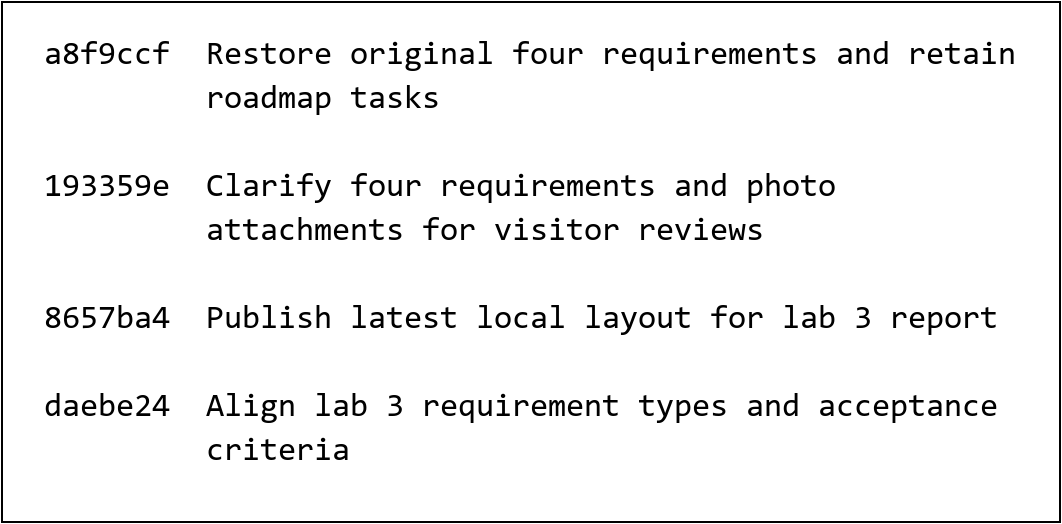 a8f9ccf  Restore original four requirements and retain
roadmap tasks
193359e  Clarify four requirements and photo
attachments for visitor reviews
8657ba4  Publish latest local layout for lab 3 report
daebe24  Align lab 3 requirement types and acceptance
criteria